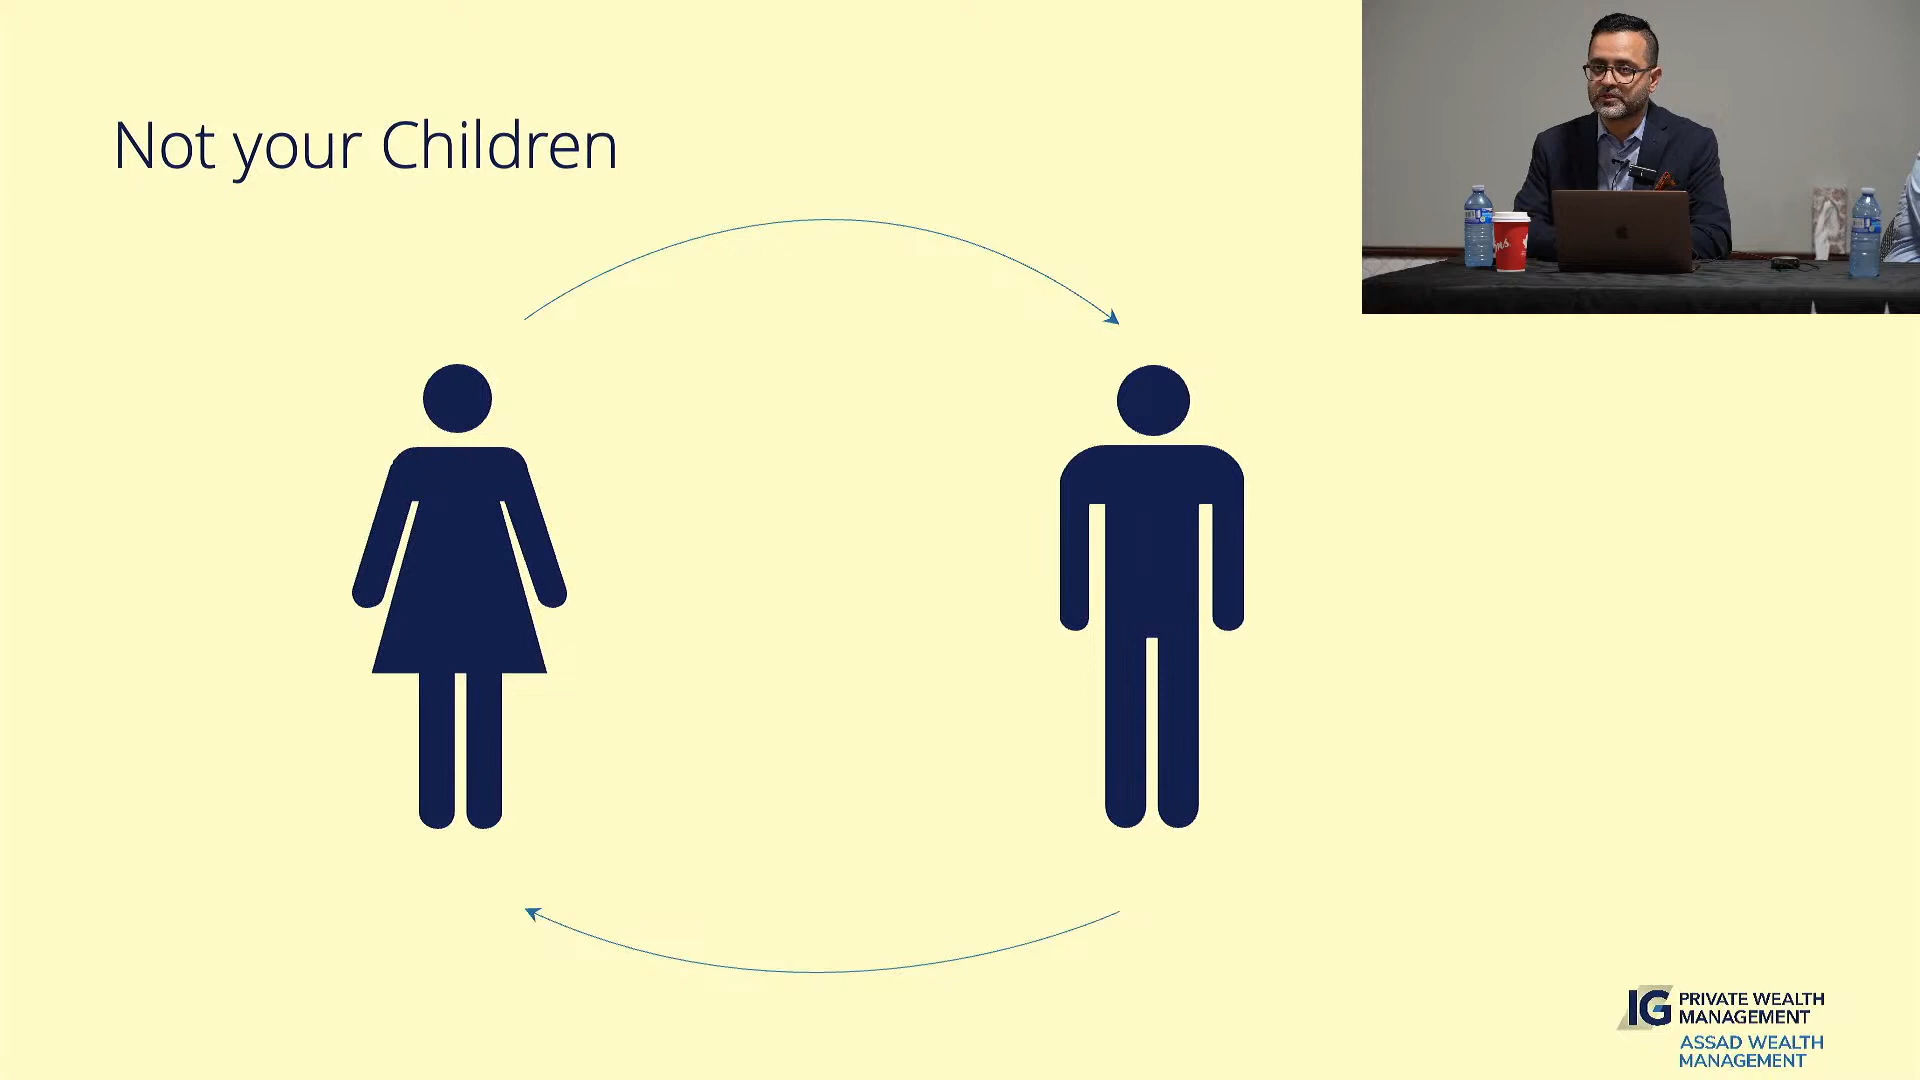 Not your Children
IG PRIVATE WEALTH
MANAGEMENT
ASSAD WEALTH
MANAGEMENT